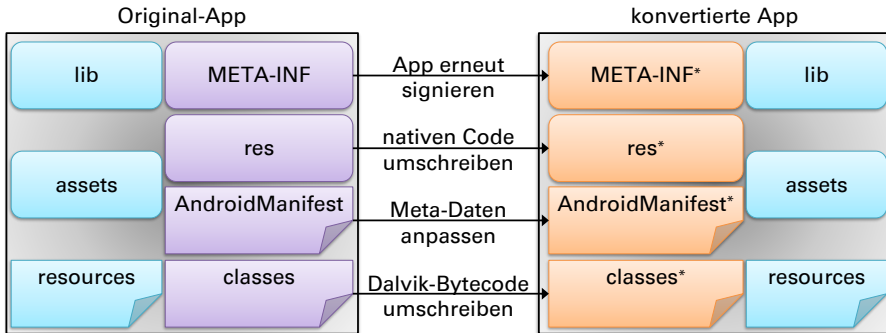 Original-App
konvertierte App
lib
META-INF
App erneut
signieren
META-INF*
lib
res
nativen Code
umschreiben
res*
assets
assets
AndroidManifest
Meta-Daten
anpassen
AndroidManifest*
resources
classes
Dalvik-Bytecode
umschreiben
classes*
resources